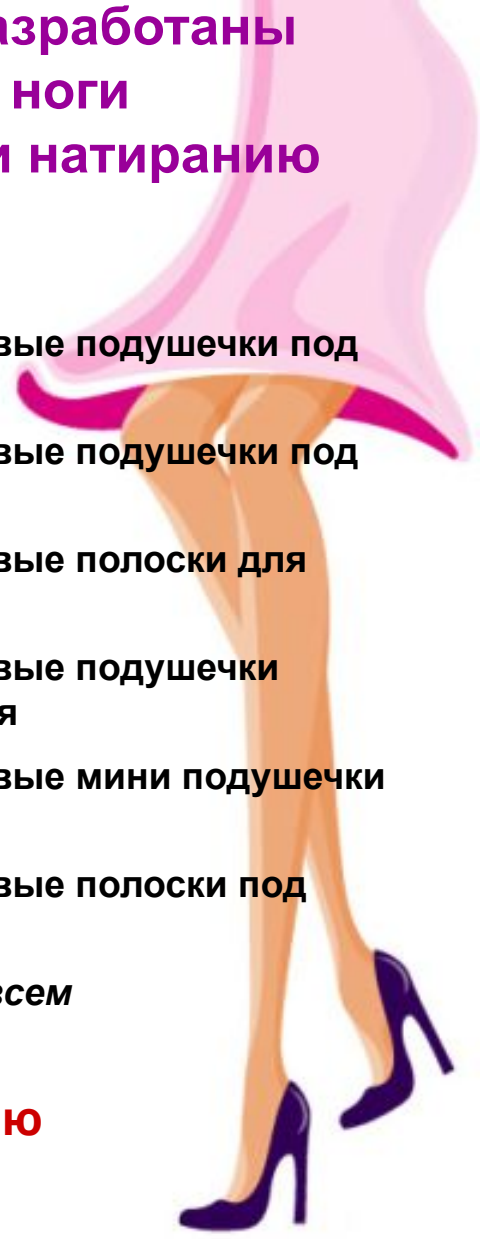 азработаны
ноги
и натиранию
вые подушечки под
вые подушечки под
вые полоски для
вые подушечки
я
вые мини подушечки
вые полоски под
всем
ю